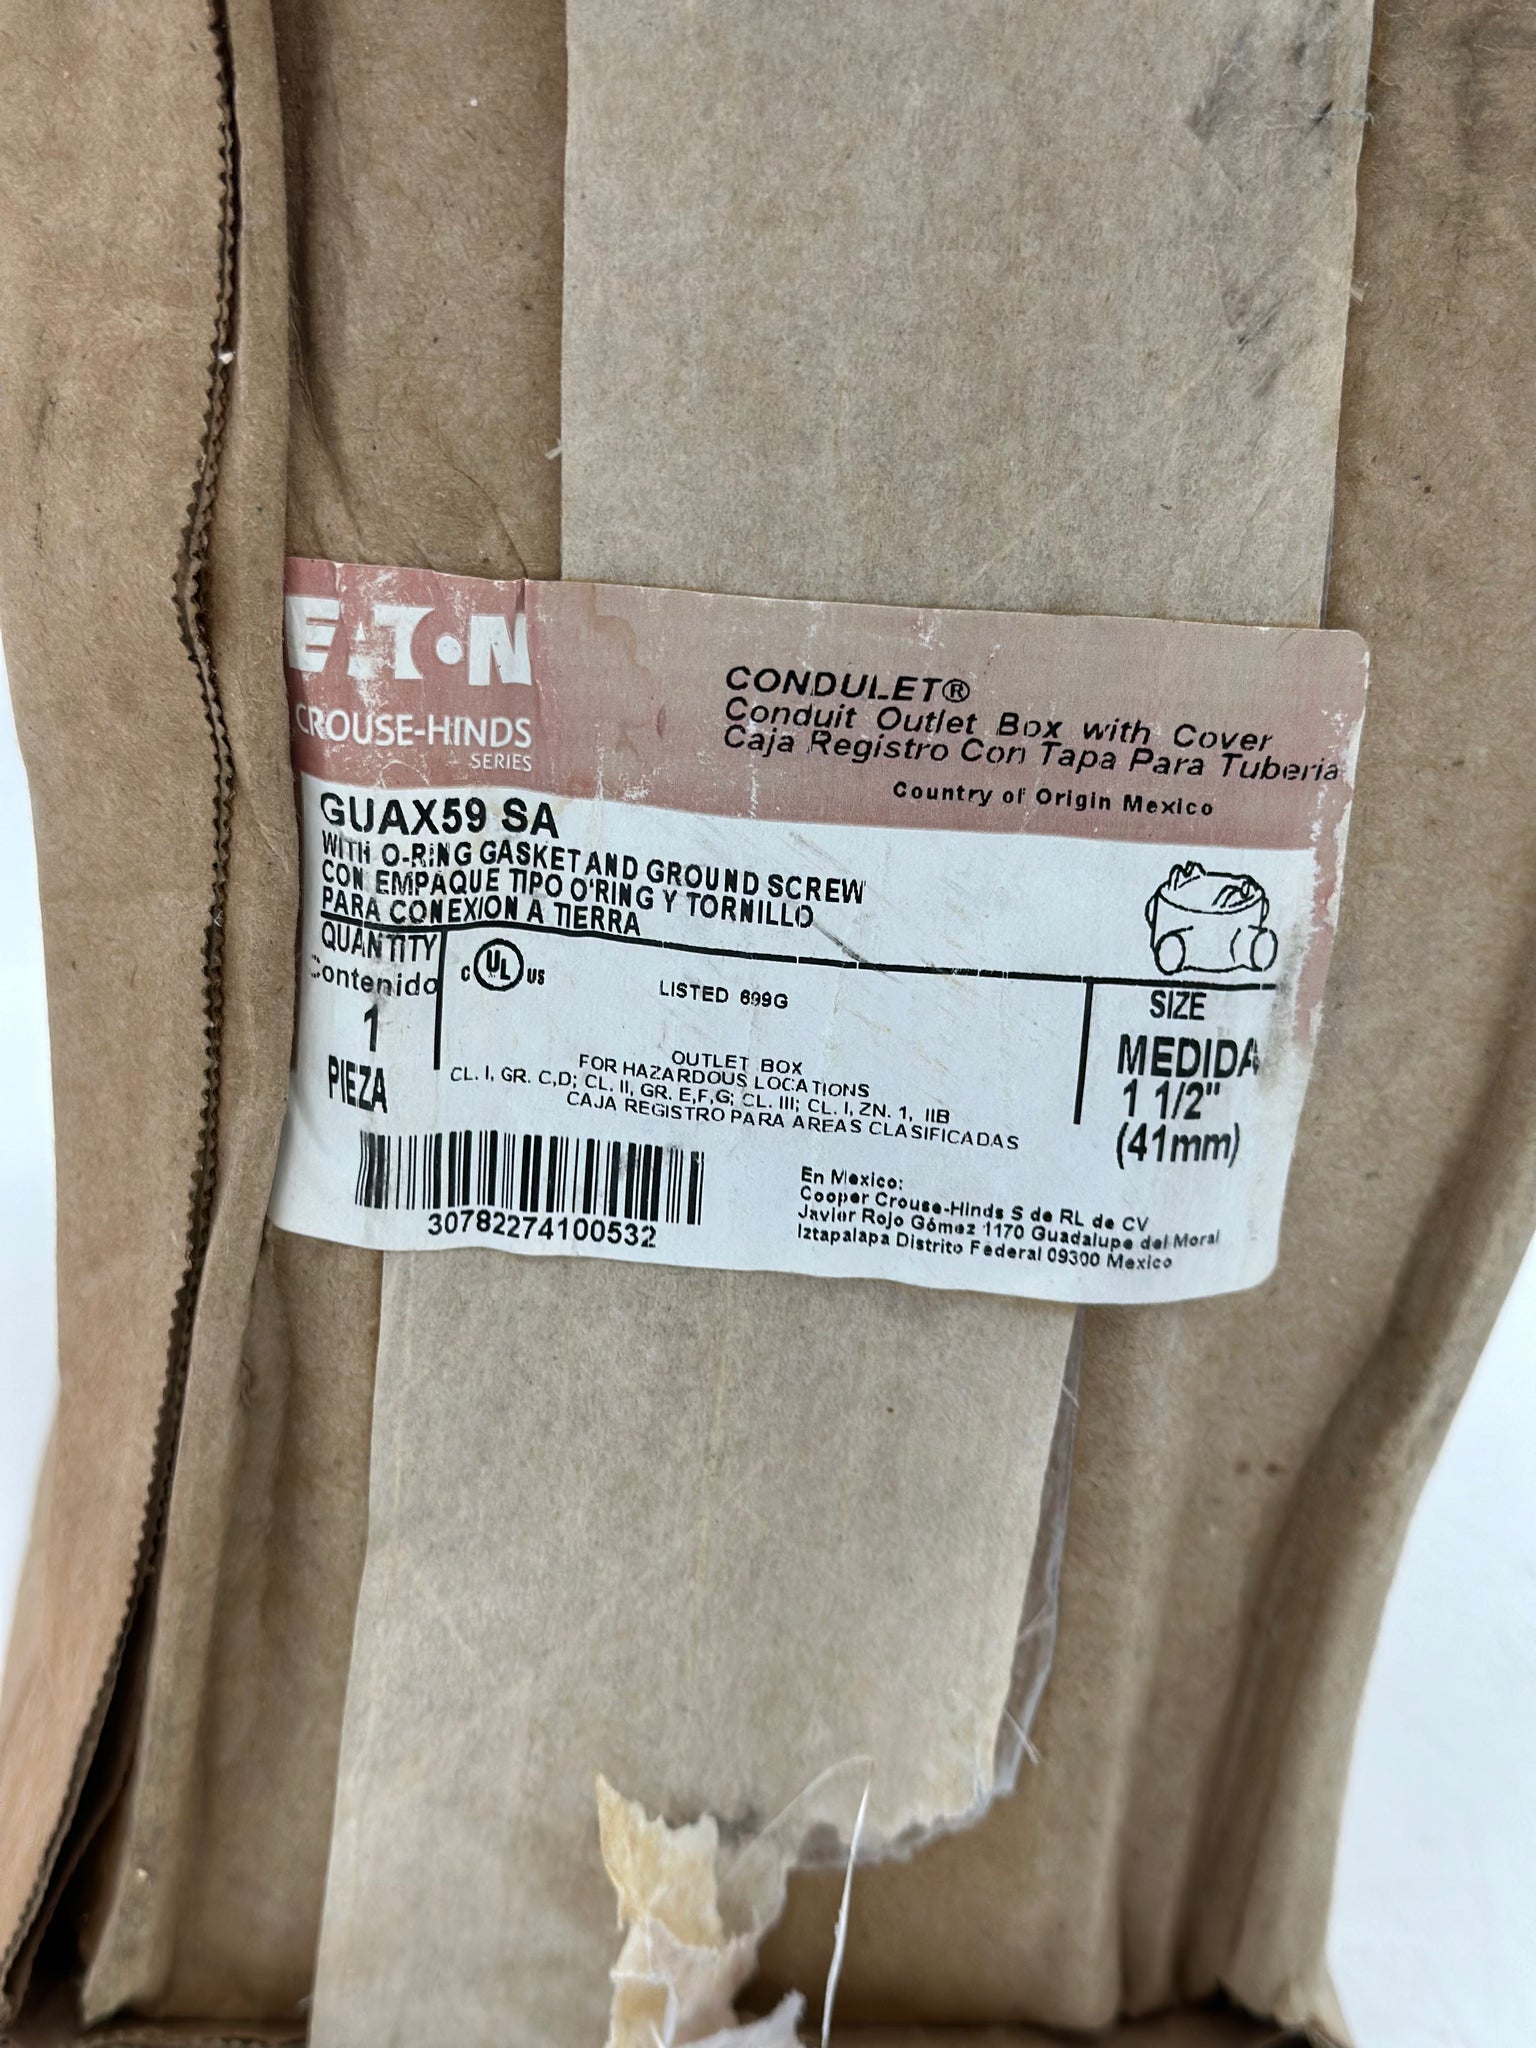 EATON
CROUSE-HINDS
SERIES
CONDULET®
Conduit Outlet Box with Cover
Caja Registro Con Tapa Para Tuberia
Country of Origin Mexico
GUAX59 SA
WITH O-RING GASKET AND GROUND SCREW
CON EMPAQUE TIPO O'RING Y TORNILLO
PARA CONEXION A TIERRA
QUANTITY
Contenido
1
PIEZA
C UL US
LISTED 699G
OUTLET BOX
FOR HAZARDOUS LOCATIONS
CL. I, GR. C,D; CL. II, GR. E,F,G; CL. III; CL. I, ZN. 1, IIB
CAJA REGISTRO PARA AREAS CLASIFICADAS
SIZE
MEDIDA
1 1/2"
(41mm)
30782274100532
En Mexico:
Cooper Crouse-Hinds S de RL de CV
Javier Rojo Gómez 1170 Guadalupe del Moral
Iztapalapa Distrito Federal 09300 Mexico